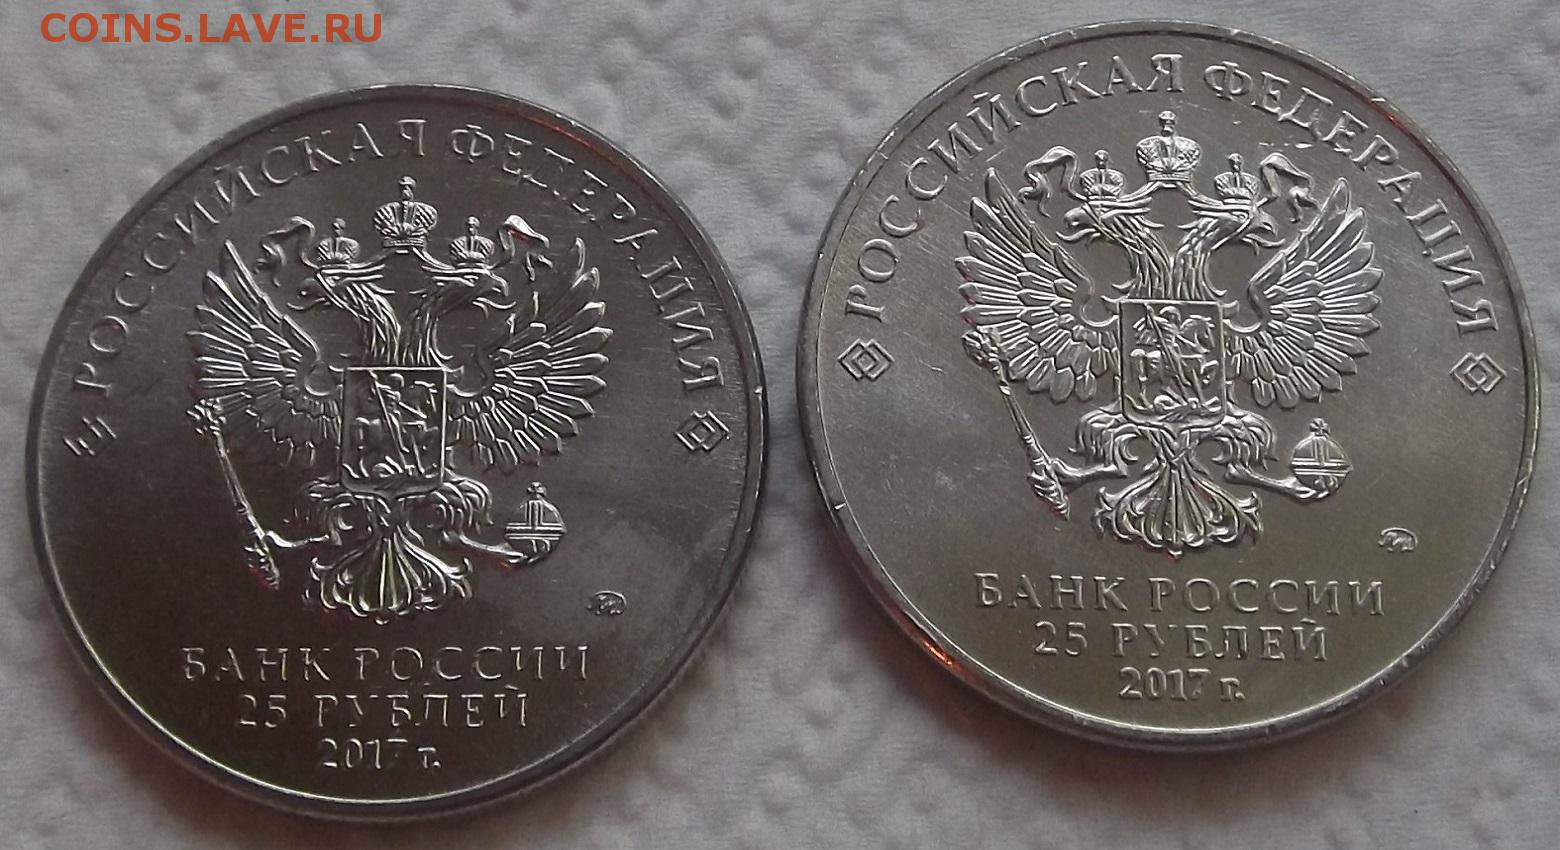 COINS.LAVE.RU
РОССИЙСКАЯ ФЕДЕРАЦИЯ
БАНК РОССИИ
25 РУБЛЕЙ
2017 г.
РОССИЙСКАЯ ФЕДЕРАЦИЯ
БАНК РОССИИ
25 РУБЛЕЙ
2017 г.